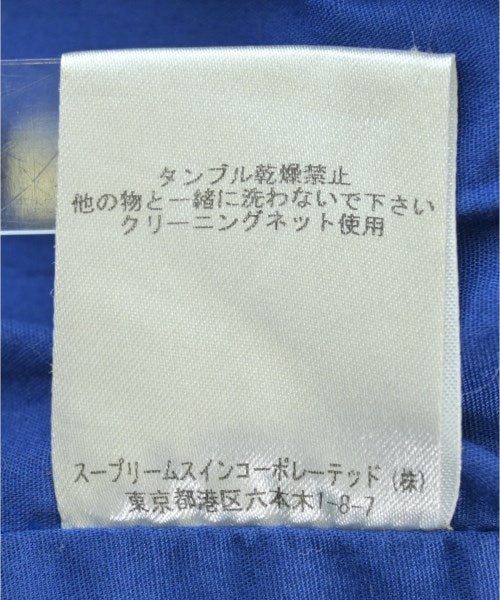 タンブル乾燥禁止
他の物と一緒に洗わないで下さい
クリーニングネット使用
スープリームスインコーポレーテッド（株）
東京都港区六本木1-8-7